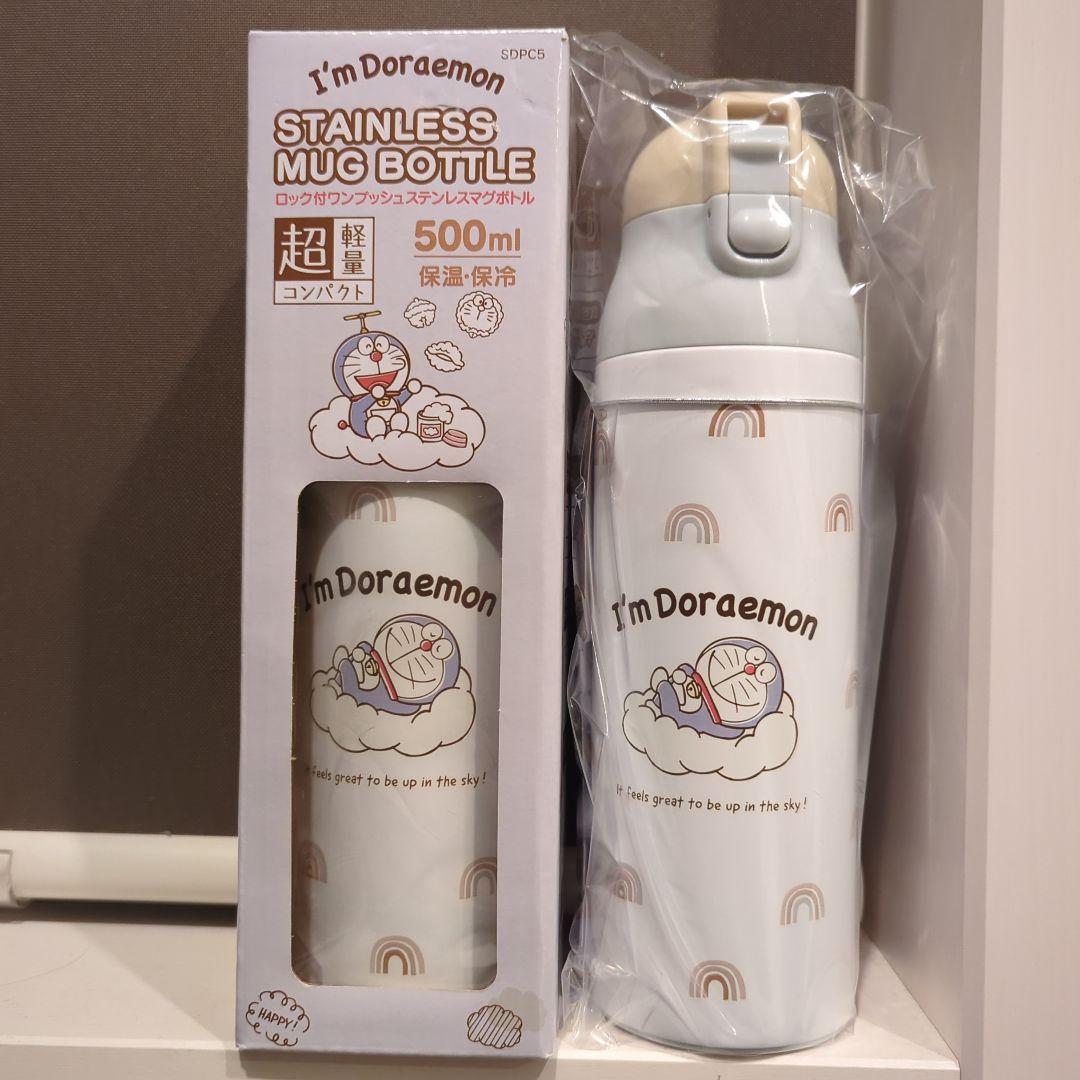 SDPC5
I'm Doraemon
STAINLESS
MUG BOTTLE
ロック付ワンプッシュステンレスマグボトル
超軽量
コンパクト
500ml
保温・保冷
I'm Doraemon
It feels great to be up in the sky!
HAPPY!
I'm Doraemon
It feels great to be up in the sky!